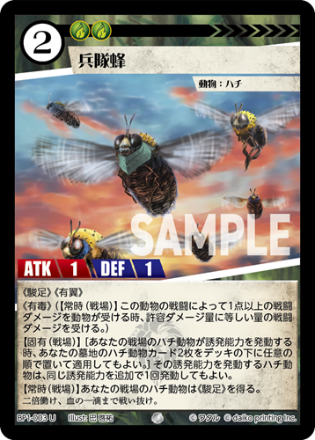 2
兵隊蜂
動物:ハチ
SAMPLE
ATK 1 DEF 1
《駿足》《有翼》
《有毒》(【常時(戦場)】この動物の戦闘によって1点以上の戦闘
ダメージを動物が受ける時、許容ダメージ量に等しい量の戦闘
ダメージを受ける。)
【固有(戦場)】[あなたの戦場のハチ動物が誘発能力を発動する
時、あなたの墓地のハチ動物カード2枚をデッキの下に任意の
順で置いて適用してもよい。]その誘発能力を発動するハチ動
物は、同じ誘発能力を追加で1回発動してもよい。
【常時(戦場)】あなたの戦場のハチ動物は《駿足》を得る。
二倍働け、血の一滴まで戦い抜け。
BP1-003 U Illust: 巴 啓祐 ©ワタル ©daiko printing inc.